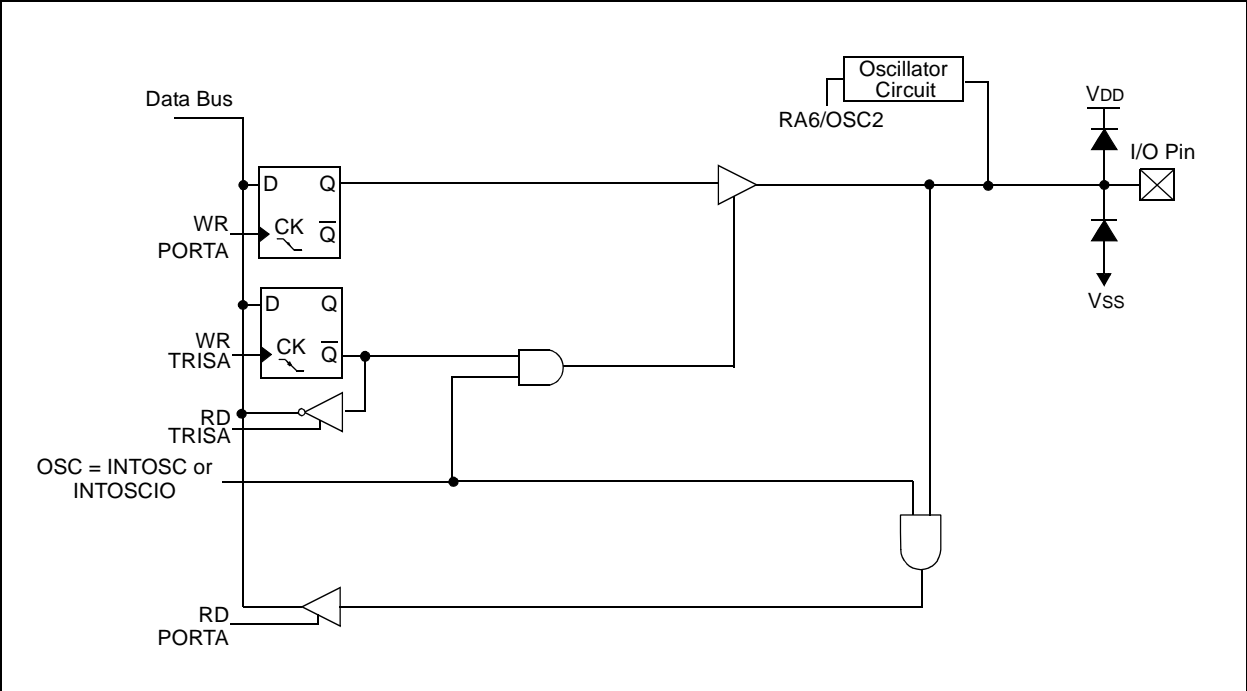 Oscillator
Circuit
RA6/OSC2
VDD
I/O Pin
VSS
Data Bus
D Q
CK Q̅
WR
PORTA
D Q
CK Q̅
WR
TRISA
RD
TRISA
OSC = INTOSC or
INTOSCIO
RD
PORTA